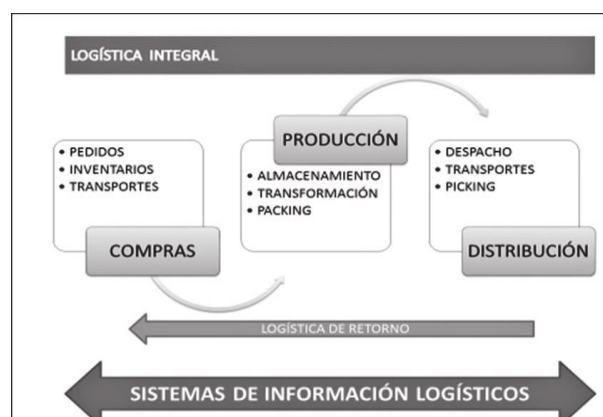 LOGÍSTICA INTEGRAL
• PEDIDOS
• INVENTARIOS
• TRANSPORTES
COMPRAS
PRODUCCIÓN
• ALMACENAMIENTO
• TRANSFORMACIÓN
• PACKING
• DESPACHO
• TRANSPORTES
• PICKING
DISTRIBUCIÓN
LOGÍSTICA DE RETORNO
SISTEMAS DE INFORMACIÓN LOGÍSTICOS